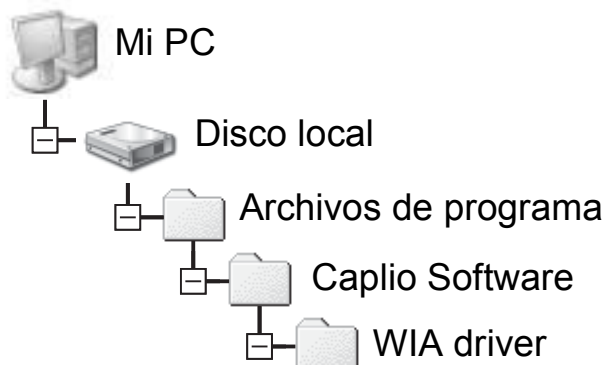 Mi PC
Disco local
Archivos de programa
Caplio Software
WIA driver